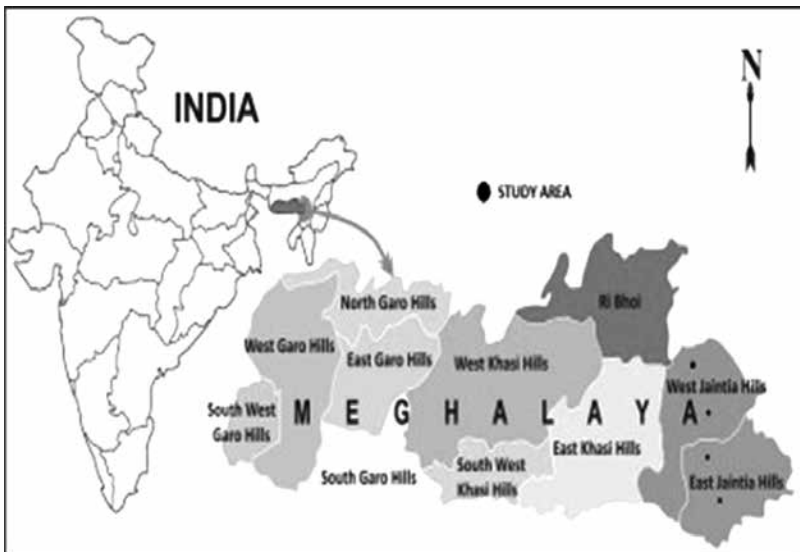 INDIA
N
STUDY AREA
North Garo Hills
Ri Bhoi
West Garo Hills
East Garo Hills
West Khasi Hills
West Jaintia Hills
South West
Garo Hills
MEGHALAYA
East Khasi Hills
South Garo Hills
South West
Khasi Hills
East Jaintia Hills